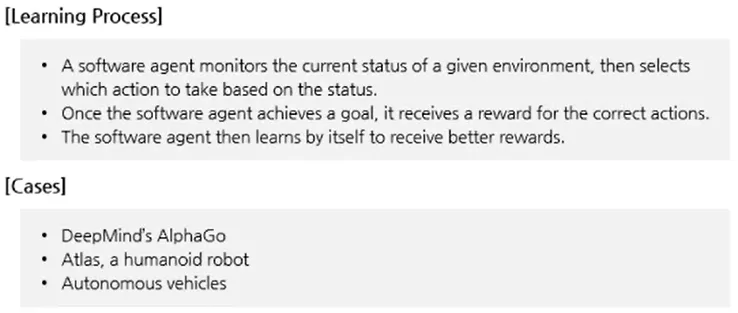 [Learning Process]
• A software agent monitors the current status of a given environment, then selects
which action to take based on the status.
• Once the software agent achieves a goal, it receives a reward for the correct actions.
• The software agent then learns by itself to receive better rewards.
[Cases]
• DeepMind's AlphaGo
• Atlas, a humanoid robot
• Autonomous vehicles